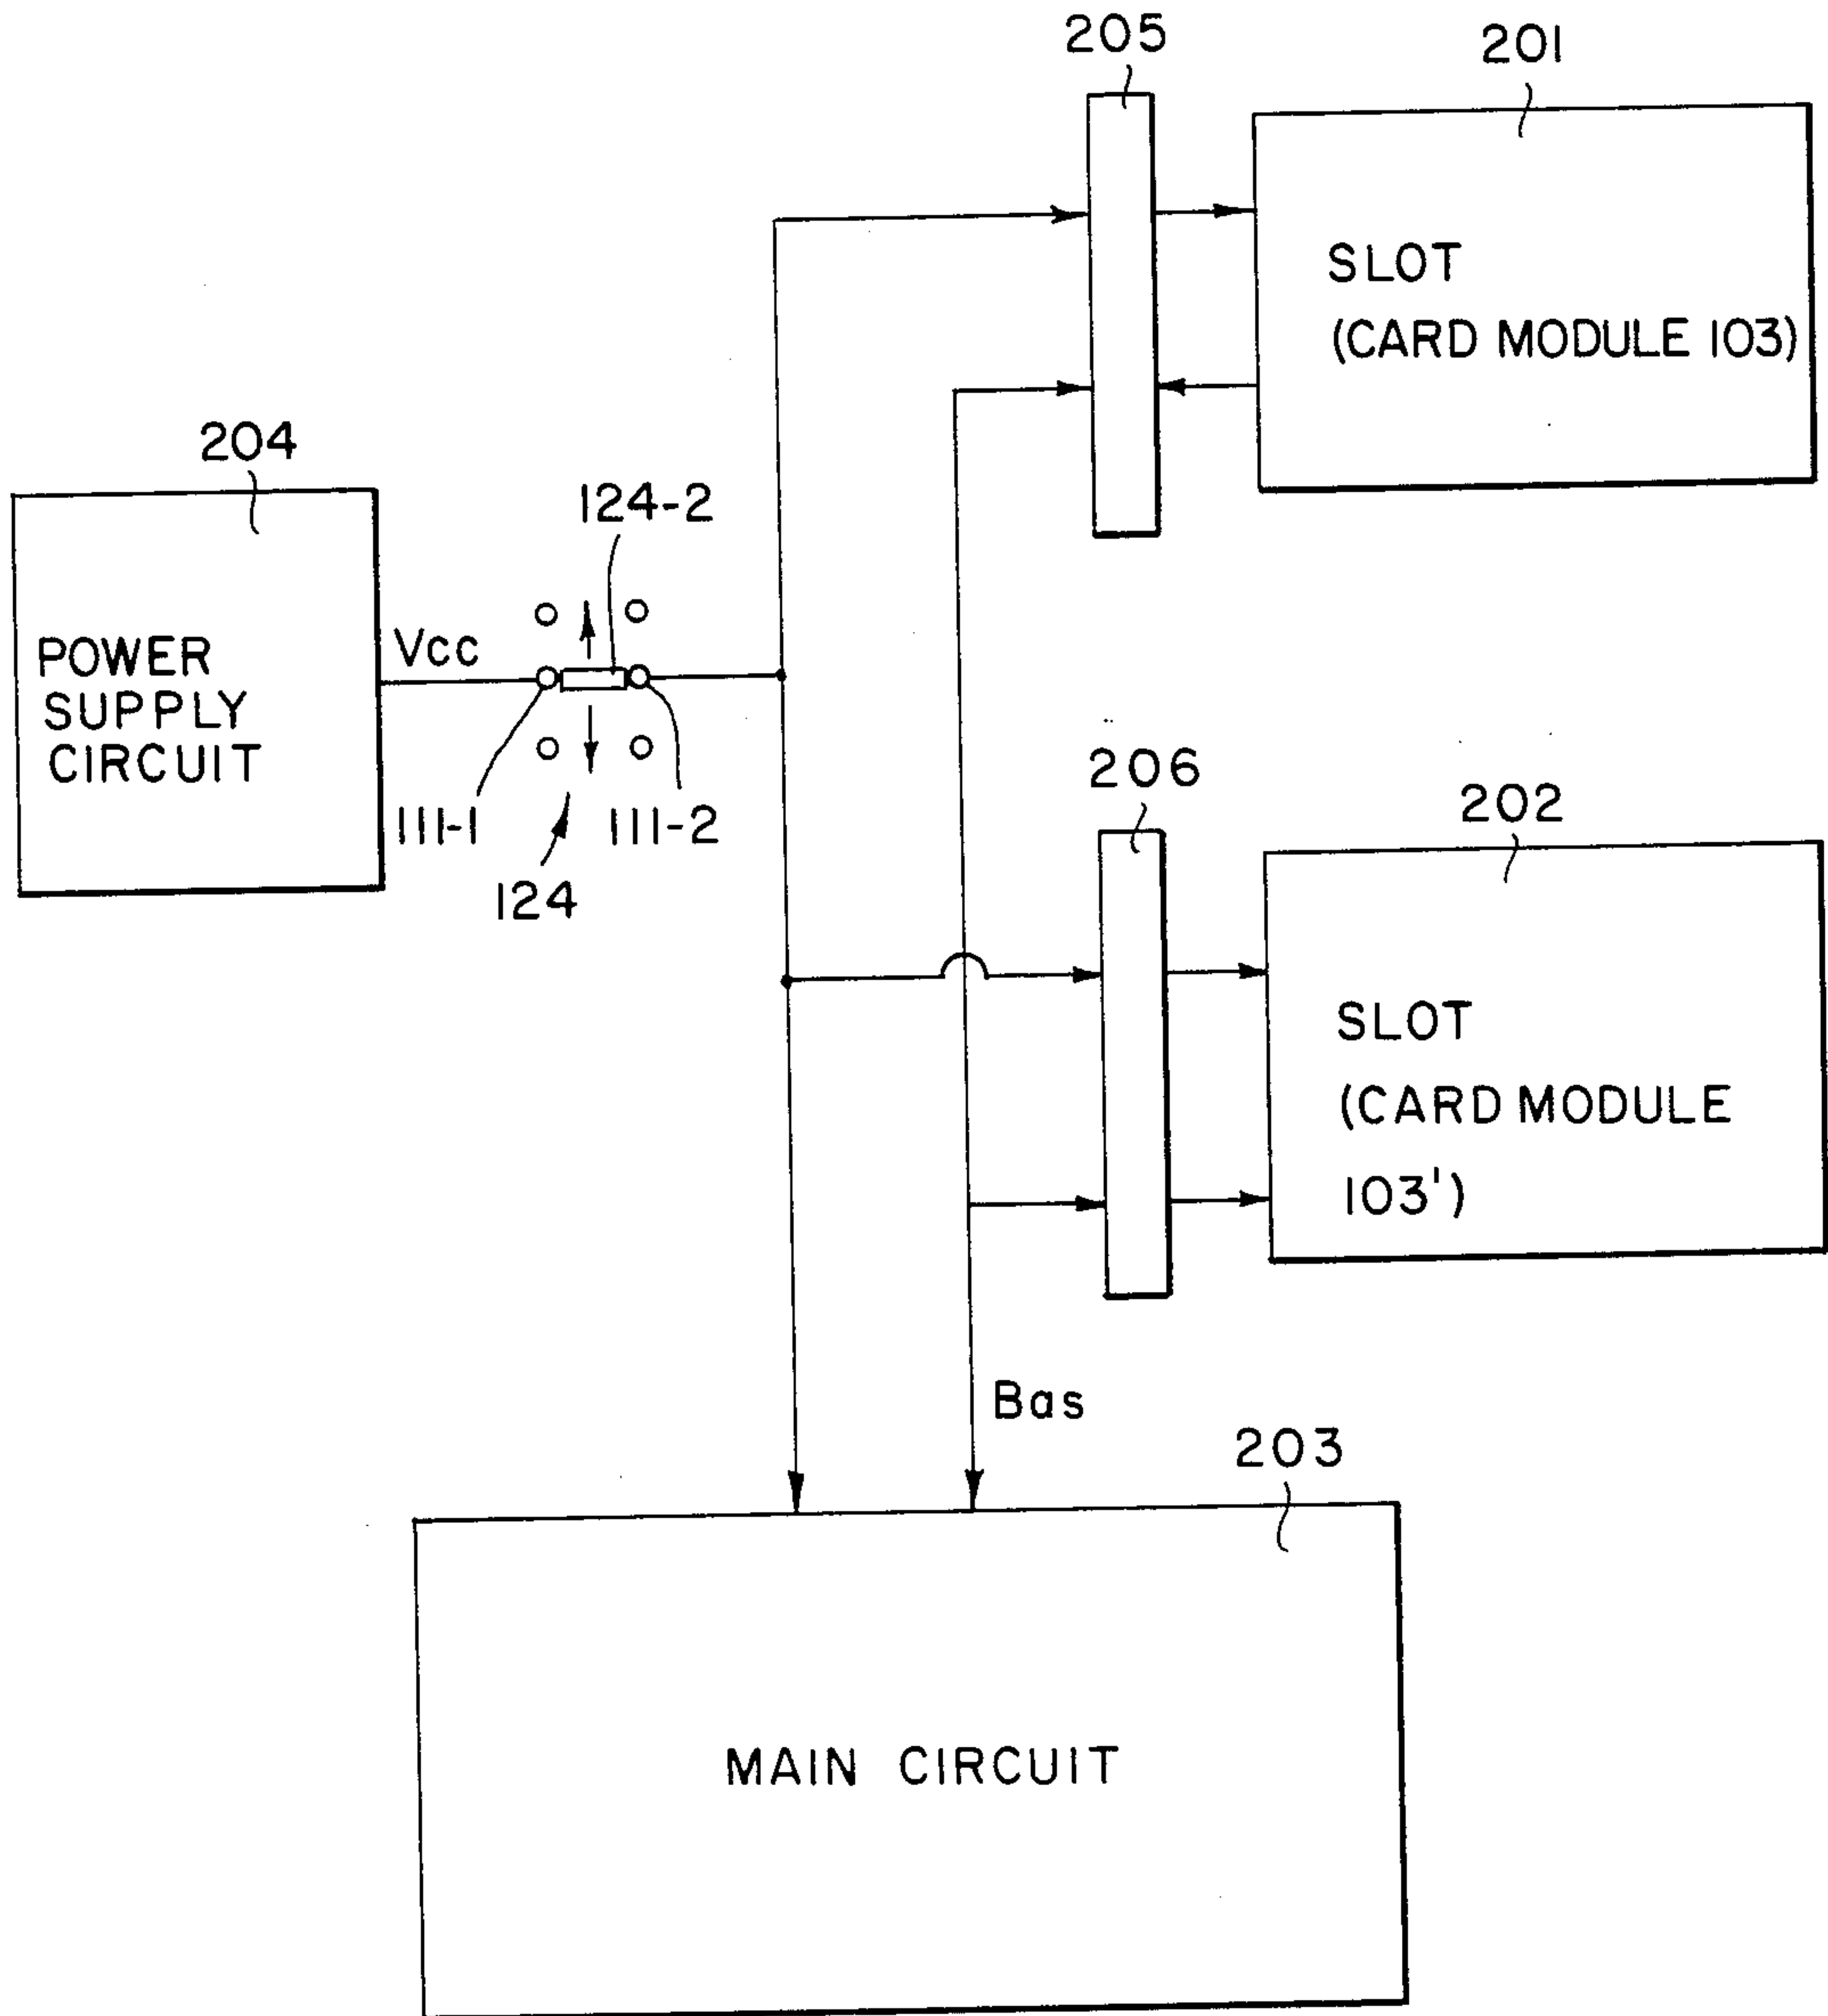 205
201
SLOT
(CARD MODULE 103)
204
124-2
POWER
SUPPLY
CIRCUIT
Vcc
111-1
111-2
124
206
202
SLOT
(CARD MODULE
103')
Bas
203
MAIN CIRCUIT